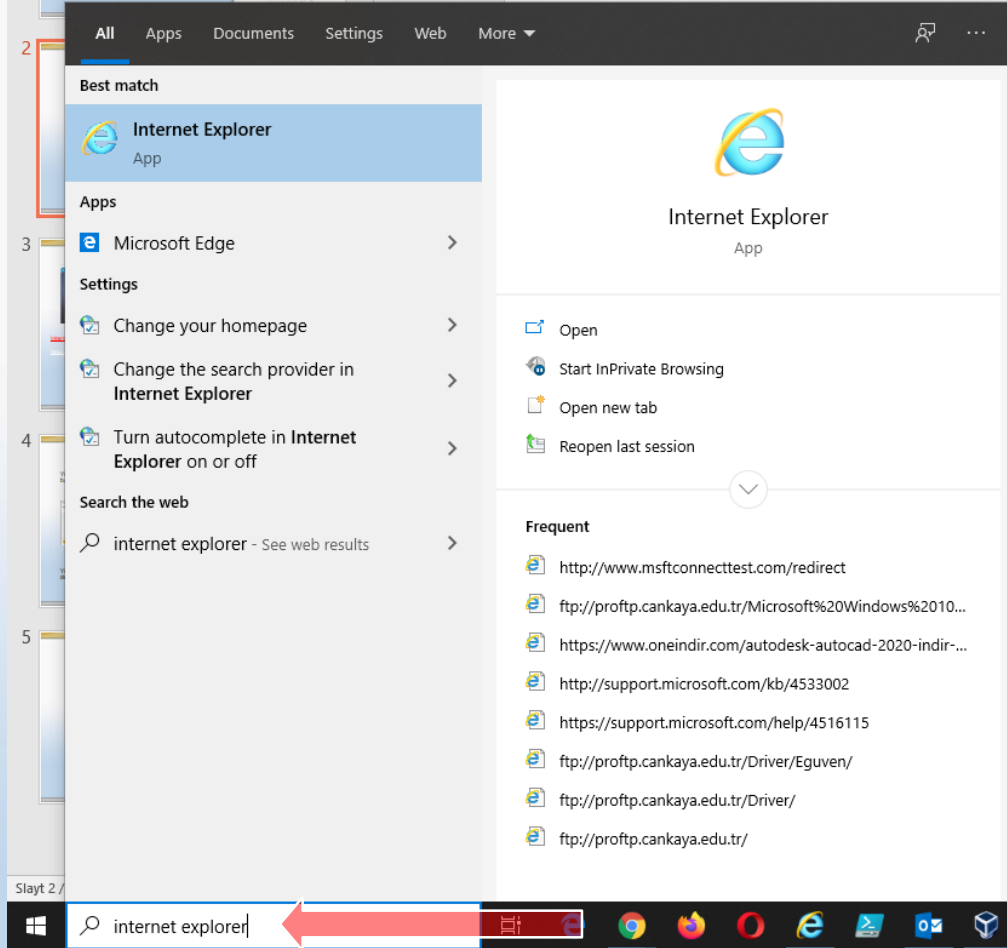 All Apps Documents Settings Web More
2
Best match
Internet Explorer
App
Apps
Microsoft Edge
3
Settings
Change your homepage
Change the search provider in
Internet Explorer
Turn autocomplete in Internet
Explorer on or off
4
Search the web
internet explorer - See web results
5
Internet Explorer
App
Open
Start InPrivate Browsing
Open new tab
Reopen last session
Frequent
http://www.msftconnecttest.com/redirect
ftp://proftp.cankaya.edu.tr/Microsoft%20Windows%2010...
https://www.oneindir.com/autodesk-autocad-2020-indir-...
http://support.microsoft.com/kb/4533002
https://support.microsoft.com/help/4516115
ftp://proftp.cankaya.edu.tr/Driver/Eguven/
ftp://proftp.cankaya.edu.tr/Driver/
ftp://proftp.cankaya.edu.tr/
Slayt 2 /
internet explorer